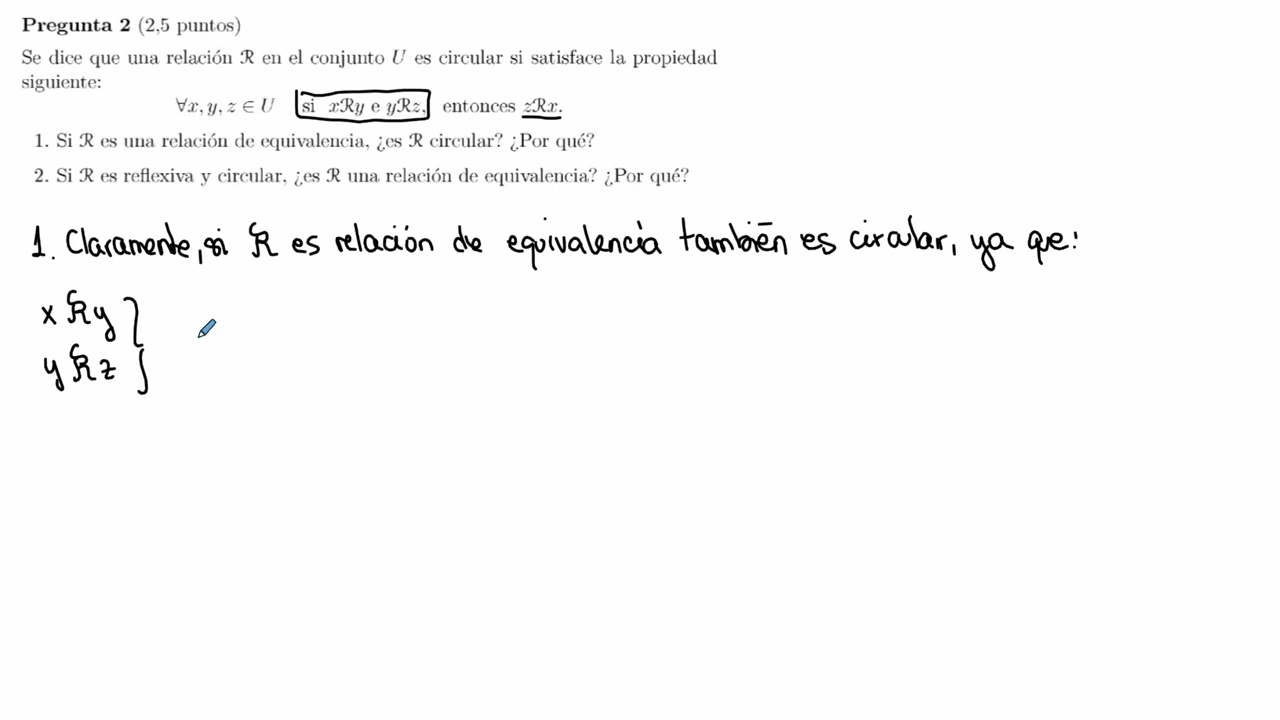 Pregunta 2 (2,5 puntos)
Se dice que una relación ℛ en el conjunto U es circular si satisface la propiedad
siguiente:
∀x, y, z ∈ U si xℛy e yℛz, entonces zℛx.
1. Si ℛ es una relación de equivalencia, ¿es ℛ circular? ¿Por qué?
2. Si ℛ es reflexiva y circular, ¿es ℛ una relación de equivalencia? ¿Por qué?
1. Claramente, si ℛ es relación de equivalencia también es circular, ya que:
xℛy }
yℛz }